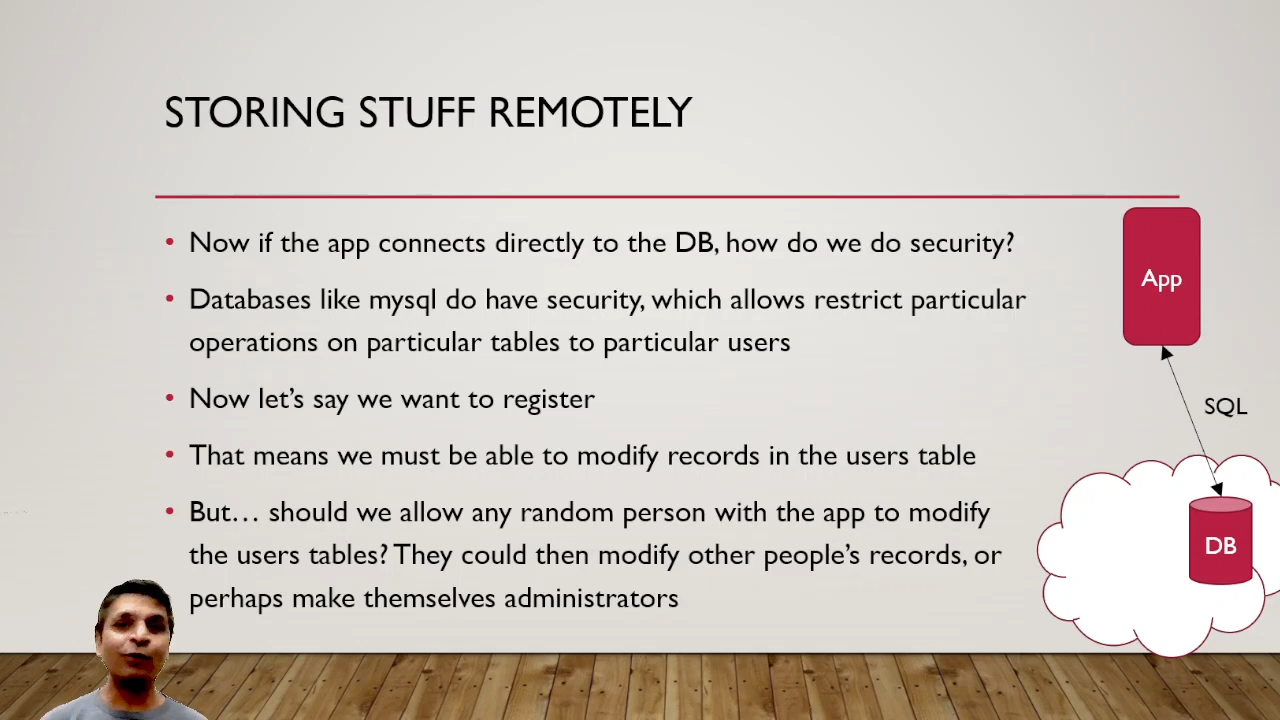 STORING STUFF REMOTELY
• Now if the app connects directly to the DB, how do we do security?
• Databases like mysql do have security, which allows restrict particular
operations on particular tables to particular users
• Now let's say we want to register
• That means we must be able to modify records in the users table
• But… should we allow any random person with the app to modify
the users tables? They could then modify other people's records, or
perhaps make themselves administrators
App
SQL
DB